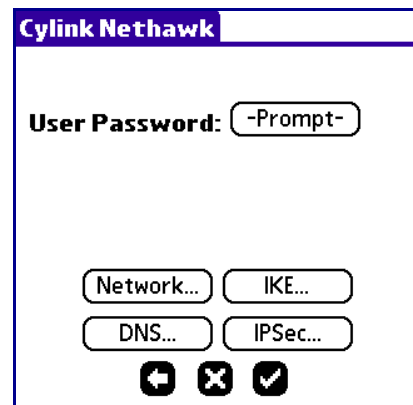 Cylink Nethawk
User Password: -Prompt-
Network... IKE...
DNS... IPSec...